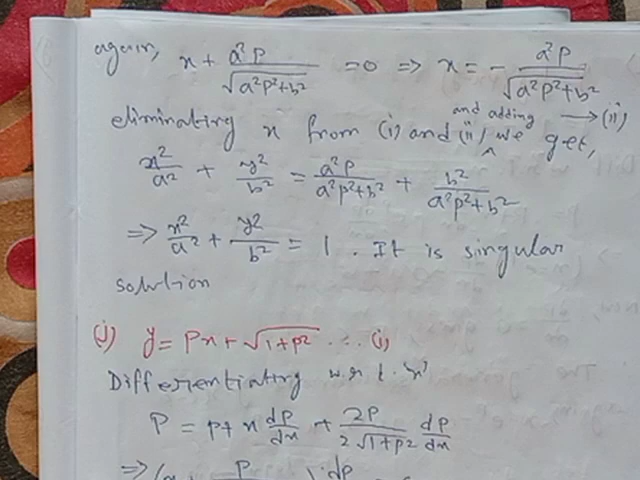 again, x + a²p / √(a²p²+b²) = 0 ⇒ x = - a²p / √(a²p²+b²)
→ (ii)
eliminating x from (i) and (ii) and adding we get,
x²/a² + y²/b² = a²p/(a²p²+b²) + b²/(a²p²+b²)
⇒ x²/a² + y²/b² = 1 . It is singular
solution
(j) y = px + √(1+p²) ... (i)
Differentiating w.r.t. 'x'
P = P + x dp/dx + 2P/(2√(1+p²)) dp/dx